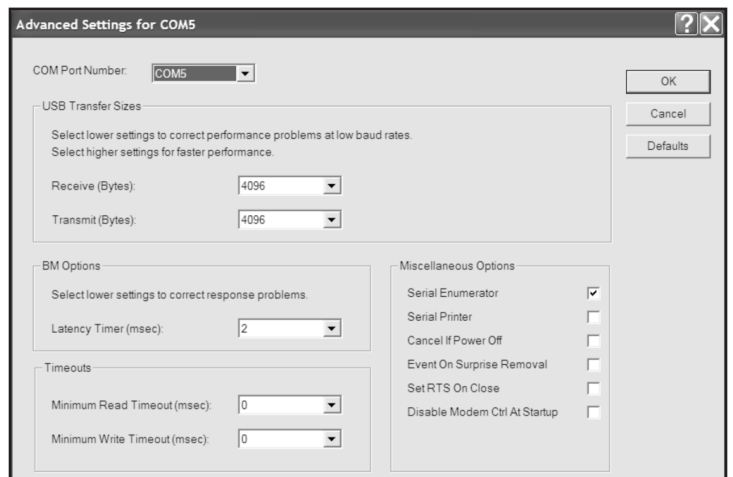 Advanced Settings for COM5
COM Port Number: COM5
OK
Cancel
Defaults
USB Transfer Sizes
Select lower settings to correct performance problems at low baud rates.
Select higher settings for faster performance.
Receive (Bytes): 4096
Transmit (Bytes): 4096
BM Options
Select lower settings to correct response problems.
Latency Timer (msec): 2
Timeouts
Minimum Read Timeout (msec): 0
Minimum Write Timeout (msec): 0
Miscellaneous Options
Serial Enumerator
Serial Printer
Cancel If Power Off
Event On Surprise Removal
Set RTS On Close
Disable Modem Ctrl At Startup